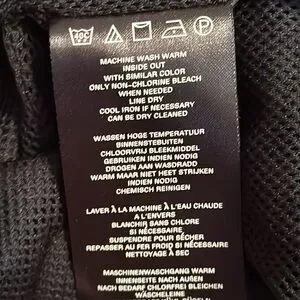 40C
P
MACHINE WASH WARM
INSIDE OUT
WITH SIMILAR COLOR
ONLY NON-CHLORINE BLEACH
WHEN NEEDED
LINE DRY
COOL IRON IF NECESSARY
CAN BE DRY CLEANED
WASSEN HOGE TEMPERATUUR
BINNENSTEBUITEN
CHLOORVRIJ BLEEKMIDDEL
GEBRUIKEN INDIEN NODIG
DROGEN AAN WASDRAAD
WARM MAAR NIET HEET STRIJKEN
INDIEN NODIG
CHEMISCH REINIGEN
LAVER À LA MACHINE À L'EAU CHAUDE
A L'ENVERS
BLANCHIR SANS CHLORE
SI NÉCESSAIRE
SUSPENDRE POUR SÉCHER
REPASSER AU FER FROID SI NÉCESSAIRE
NETTOYAGE À SEC
MASCHINENWASCHGANG WARM
INNENSEITE NACH AUßEN
NACH BEDARF CHLORFREI BLEICHEN
WÄSCHELEINE